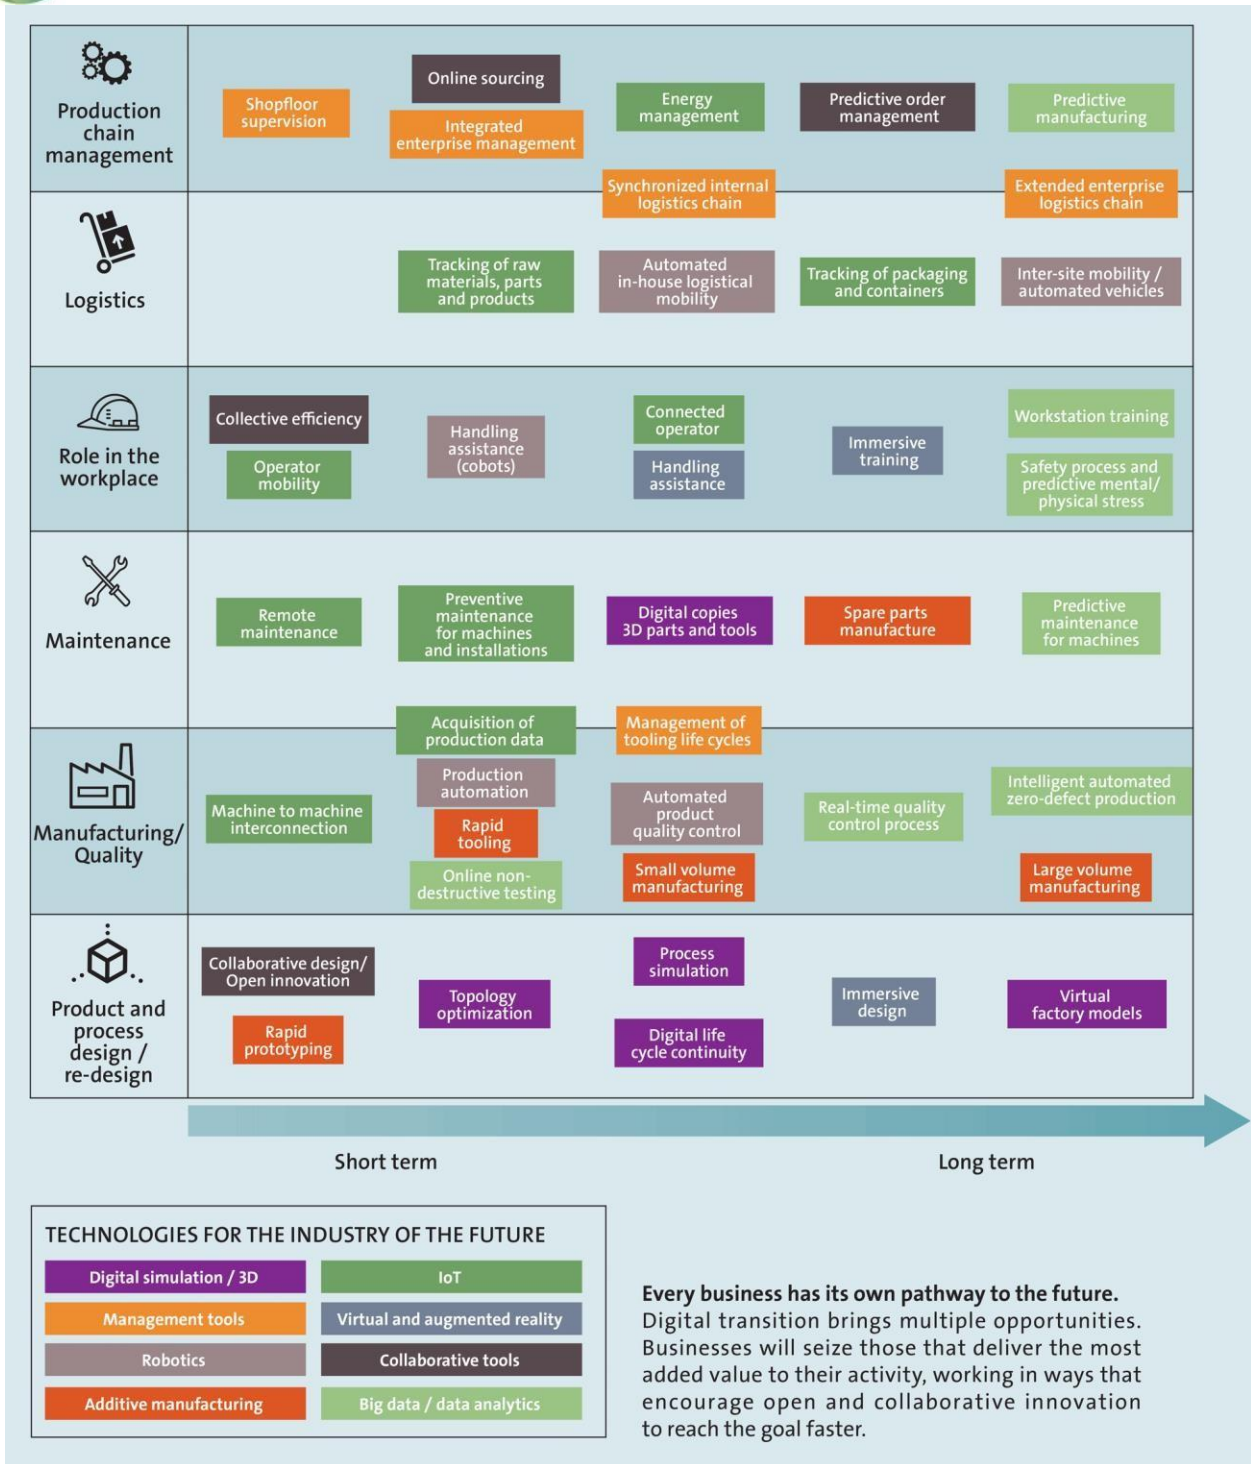 Production
chain
management
Shopfloor
supervision
Online sourcing
Integrated
enterprise management
Energy
management
Predictive order
management
Predictive
manufacturing
Synchronized internal
logistics chain
Extended enterprise
logistics chain
Logistics
Tracking of raw
materials, parts
and products
Automated
in-house logistical
mobility
Tracking of packaging
and containers
Inter-site mobility /
automated vehicles
Role in the
workplace
Collective efficiency
Operator
mobility
Handling
assistance
(cobots)
Connected
operator
Handling
assistance
Immersive
training
Workstation training
Safety process and
predictive mental/
physical stress
Maintenance
Remote
maintenance
Preventive
maintenance
for machines
and installations
Digital copies
3D parts and tools
Spare parts
manufacture
Predictive
maintenance
for machines
Acquisition of
production data
Management of
tooling life cycles
Manufacturing/
Quality
Machine to machine
interconnection
Production
automation
Rapid
tooling
Online non-
destructive testing
Automated
product
quality control
Small volume
manufacturing
Real-time quality
control process
Intelligent automated
zero-defect production
Large volume
manufacturing
Product and
process
design /
re-design
Collaborative design/
Open innovation
Rapid
prototyping
Topology
optimization
Process
simulation
Digital life
cycle continuity
Immersive
design
Virtual
factory models
Short term
Long term
TECHNOLOGIES FOR THE INDUSTRY OF THE FUTURE
Digital simulation / 3D
IoT
Management tools
Virtual and augmented reality
Robotics
Collaborative tools
Additive manufacturing
Big data / data analytics
Every business has its own pathway to the future.
Digital transition brings multiple opportunities.
Businesses will seize those that deliver the most
added value to their activity, working in ways that
encourage open and collaborative innovation
to reach the goal faster.